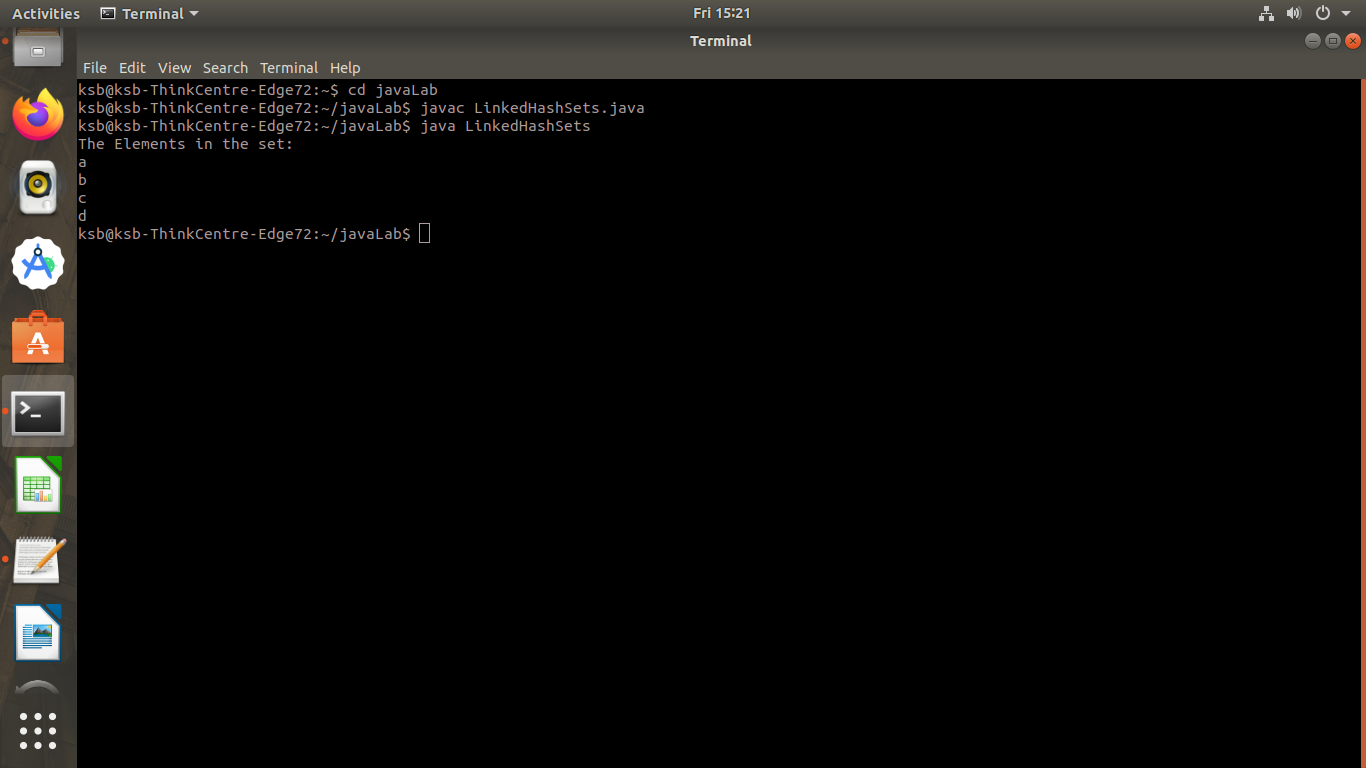 Activities Terminal Fri 15:21
Terminal
File Edit View Search Terminal Help
ksb@ksb-ThinkCentre-Edge72:~$ cd javaLab
ksb@ksb-ThinkCentre-Edge72:~/javaLab$ javac LinkedHashSets.java
ksb@ksb-ThinkCentre-Edge72:~/javaLab$ java LinkedHashSets
The Elements in the set:
a
b
c
d
ksb@ksb-ThinkCentre-Edge72:~/javaLab$